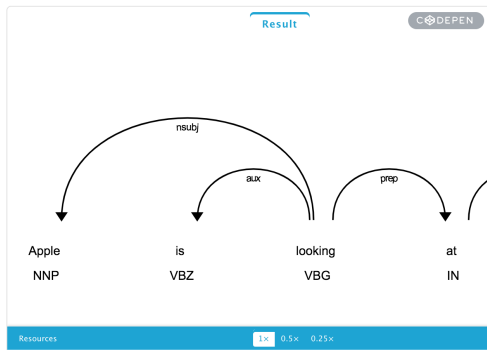 Result
CODEPEN
nsubj
aux
prep
Apple is looking at
NNP VBZ VBG IN
Resources 1× 0.5× 0.25×